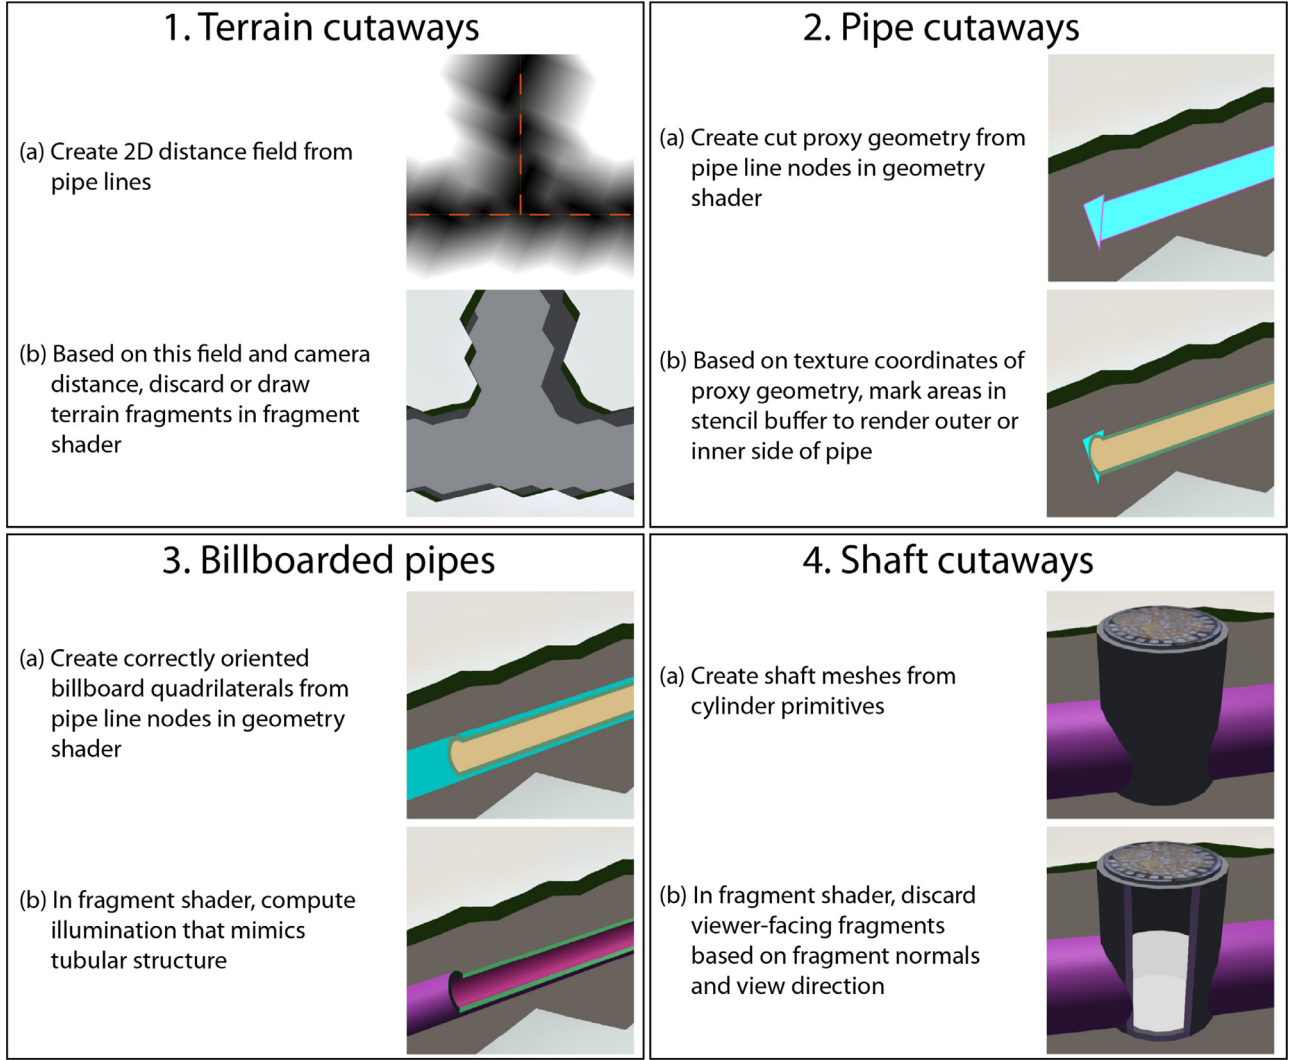 1. Terrain cutaways
(a) Create 2D distance field from
pipe lines
(b) Based on this field and camera
distance, discard or draw
terrain fragments in fragment
shader
2. Pipe cutaways
(a) Create cut proxy geometry from
pipe line nodes in geometry
shader
(b) Based on texture coordinates of
proxy geometry, mark areas in
stencil buffer to render outer or
inner side of pipe
3. Billboarded pipes
(a) Create correctly oriented
billboard quadrilaterals from
pipe line nodes in geometry
shader
(b) In fragment shader, compute
illumination that mimics
tubular structure
4. Shaft cutaways
(a) Create shaft meshes from
cylinder primitives
(b) In fragment shader, discard
viewer-facing fragments
based on fragment normals
and view direction